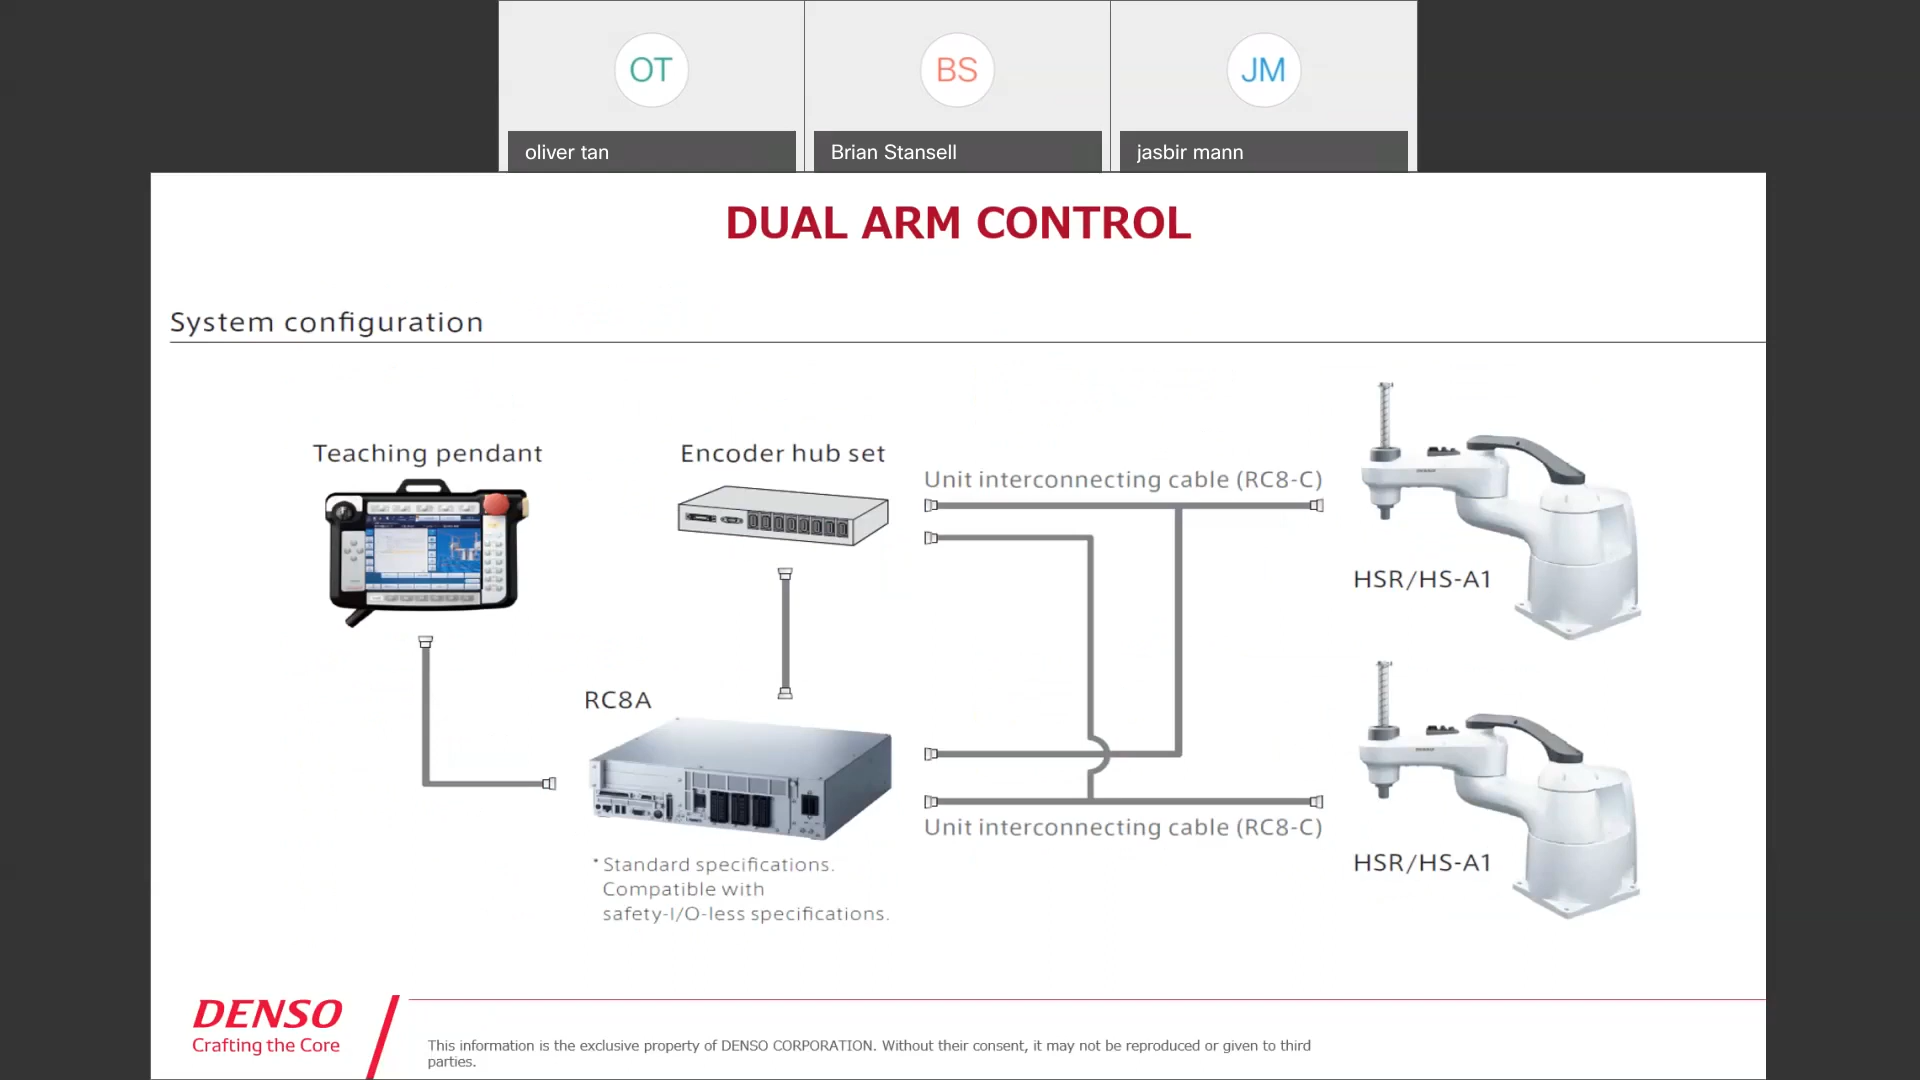 OT
BS
JM
oliver tan
Brian Stansell
jasbir mann
DUAL ARM CONTROL
System configuration
Teaching pendant
Encoder hub set
Unit interconnecting cable (RC8-C)
HSR/HS-A1
RC8A
Unit interconnecting cable (RC8-C)
HSR/HS-A1
* Standard specifications.
Compatible with
safety-I/O-less specifications.
DENSO
Crafting the Core
This information is the exclusive property of DENSO CORPORATION. Without their consent, it may not be reproduced or given to third
parties.